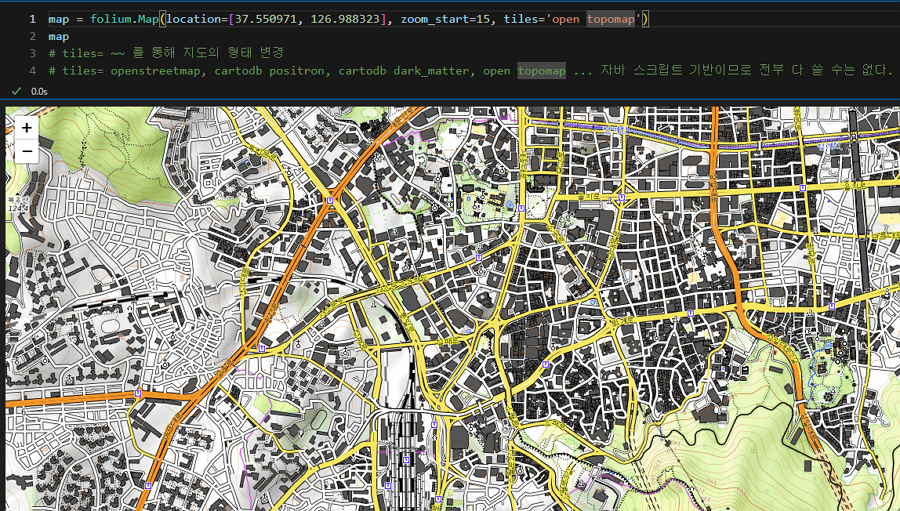 1 map = folium.Map(location=[37.550971, 126.988323], zoom_start=15, tiles='open topomap')
2 map
3 # tiles= ~~ 를 통해 지도의 형태 변경
4 # tiles= openstreetmap, cartodb positron, cartodb dark_matter, open topomap ... 자바 스크립트 기반이므로 전부 다 쓸 수는 없다.
✓ 0.0s
+
−
을지로